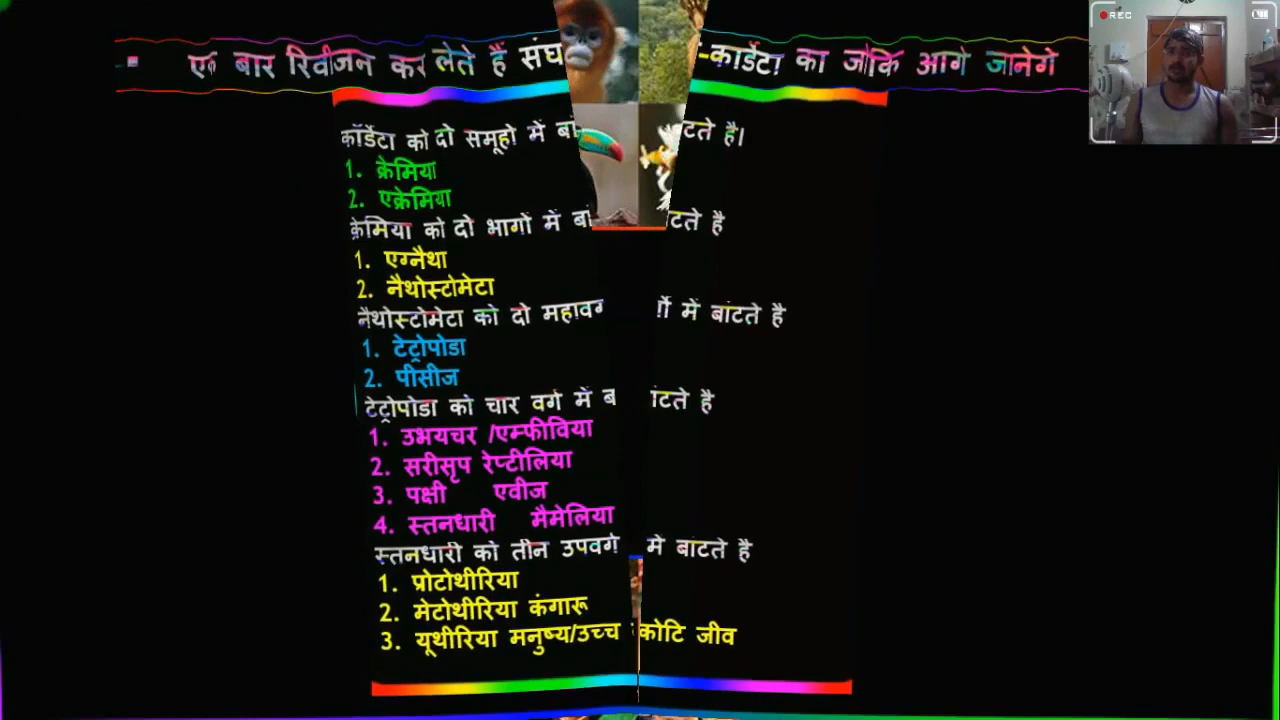 एक बार रिवीजन कर लेते हैं संघ -कार्डेटा का जोकि आगे जानेगे
REC
कॉर्डेटा को दो समूहो में बां टते है।
1. क्रेमिया
2. एक्रेमिया
क्रेमिया को दो भागों में बां टते है
1. एग्नैथा
2. नैथोस्टोमेटा
नैथोस्टोमेटा को दो महावर्गो में बांटते है
1. टेट्रोपोडा
2. पीसीज
टेट्रोपोडा को चार वर्ग में बांटते है
1. उभयचर /एम्फीविया
2. सरीसृप रेप्टीलिया
3. पक्षी एवीज
4. स्तनधारी मैमेलिया
स्तनधारी को तीन उपवर्ग मे बांटते है
1. प्रोटोथीरिया
2. मेटोथीरिया कंगारू
3. यूथीरिया मनुष्य/उच्च कोटि जीव